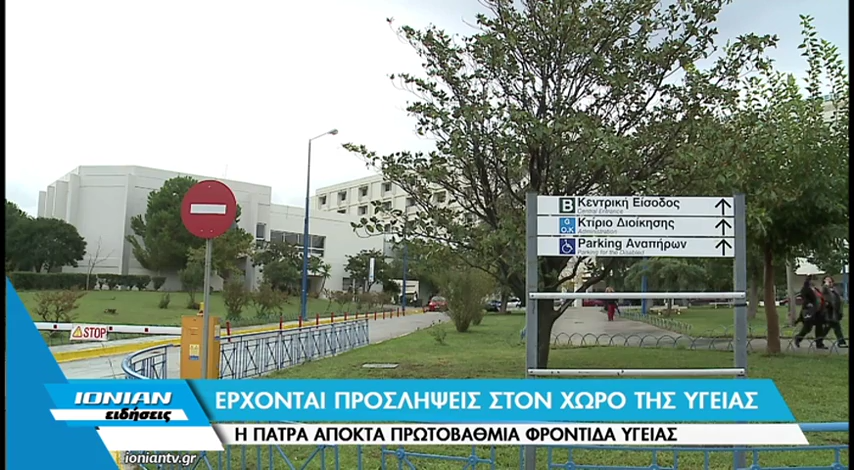 B Κεντρική Είσοδος ↑
Central Entrance
G Κτίριο Διοίκησης ↑
O.K Administration
Parking Αναπήρων ↑
Parking for the Disabled
STOP
IONIAN
ειδήσεις
ioniantv.gr
ΕΡΧΟΝΤΑΙ ΠΡΟΣΛΗΨΕΙΣ ΣΤΟΝ ΧΩΡΟ ΤΗΣ ΥΓΕΙΑΣ
Η ΠΑΤΡΑ ΑΠΟΚΤΑ ΠΡΩΤΟΒΑΘΜΙΑ ΦΡΟΝΤΙΔΑ ΥΓΕΙΑΣ